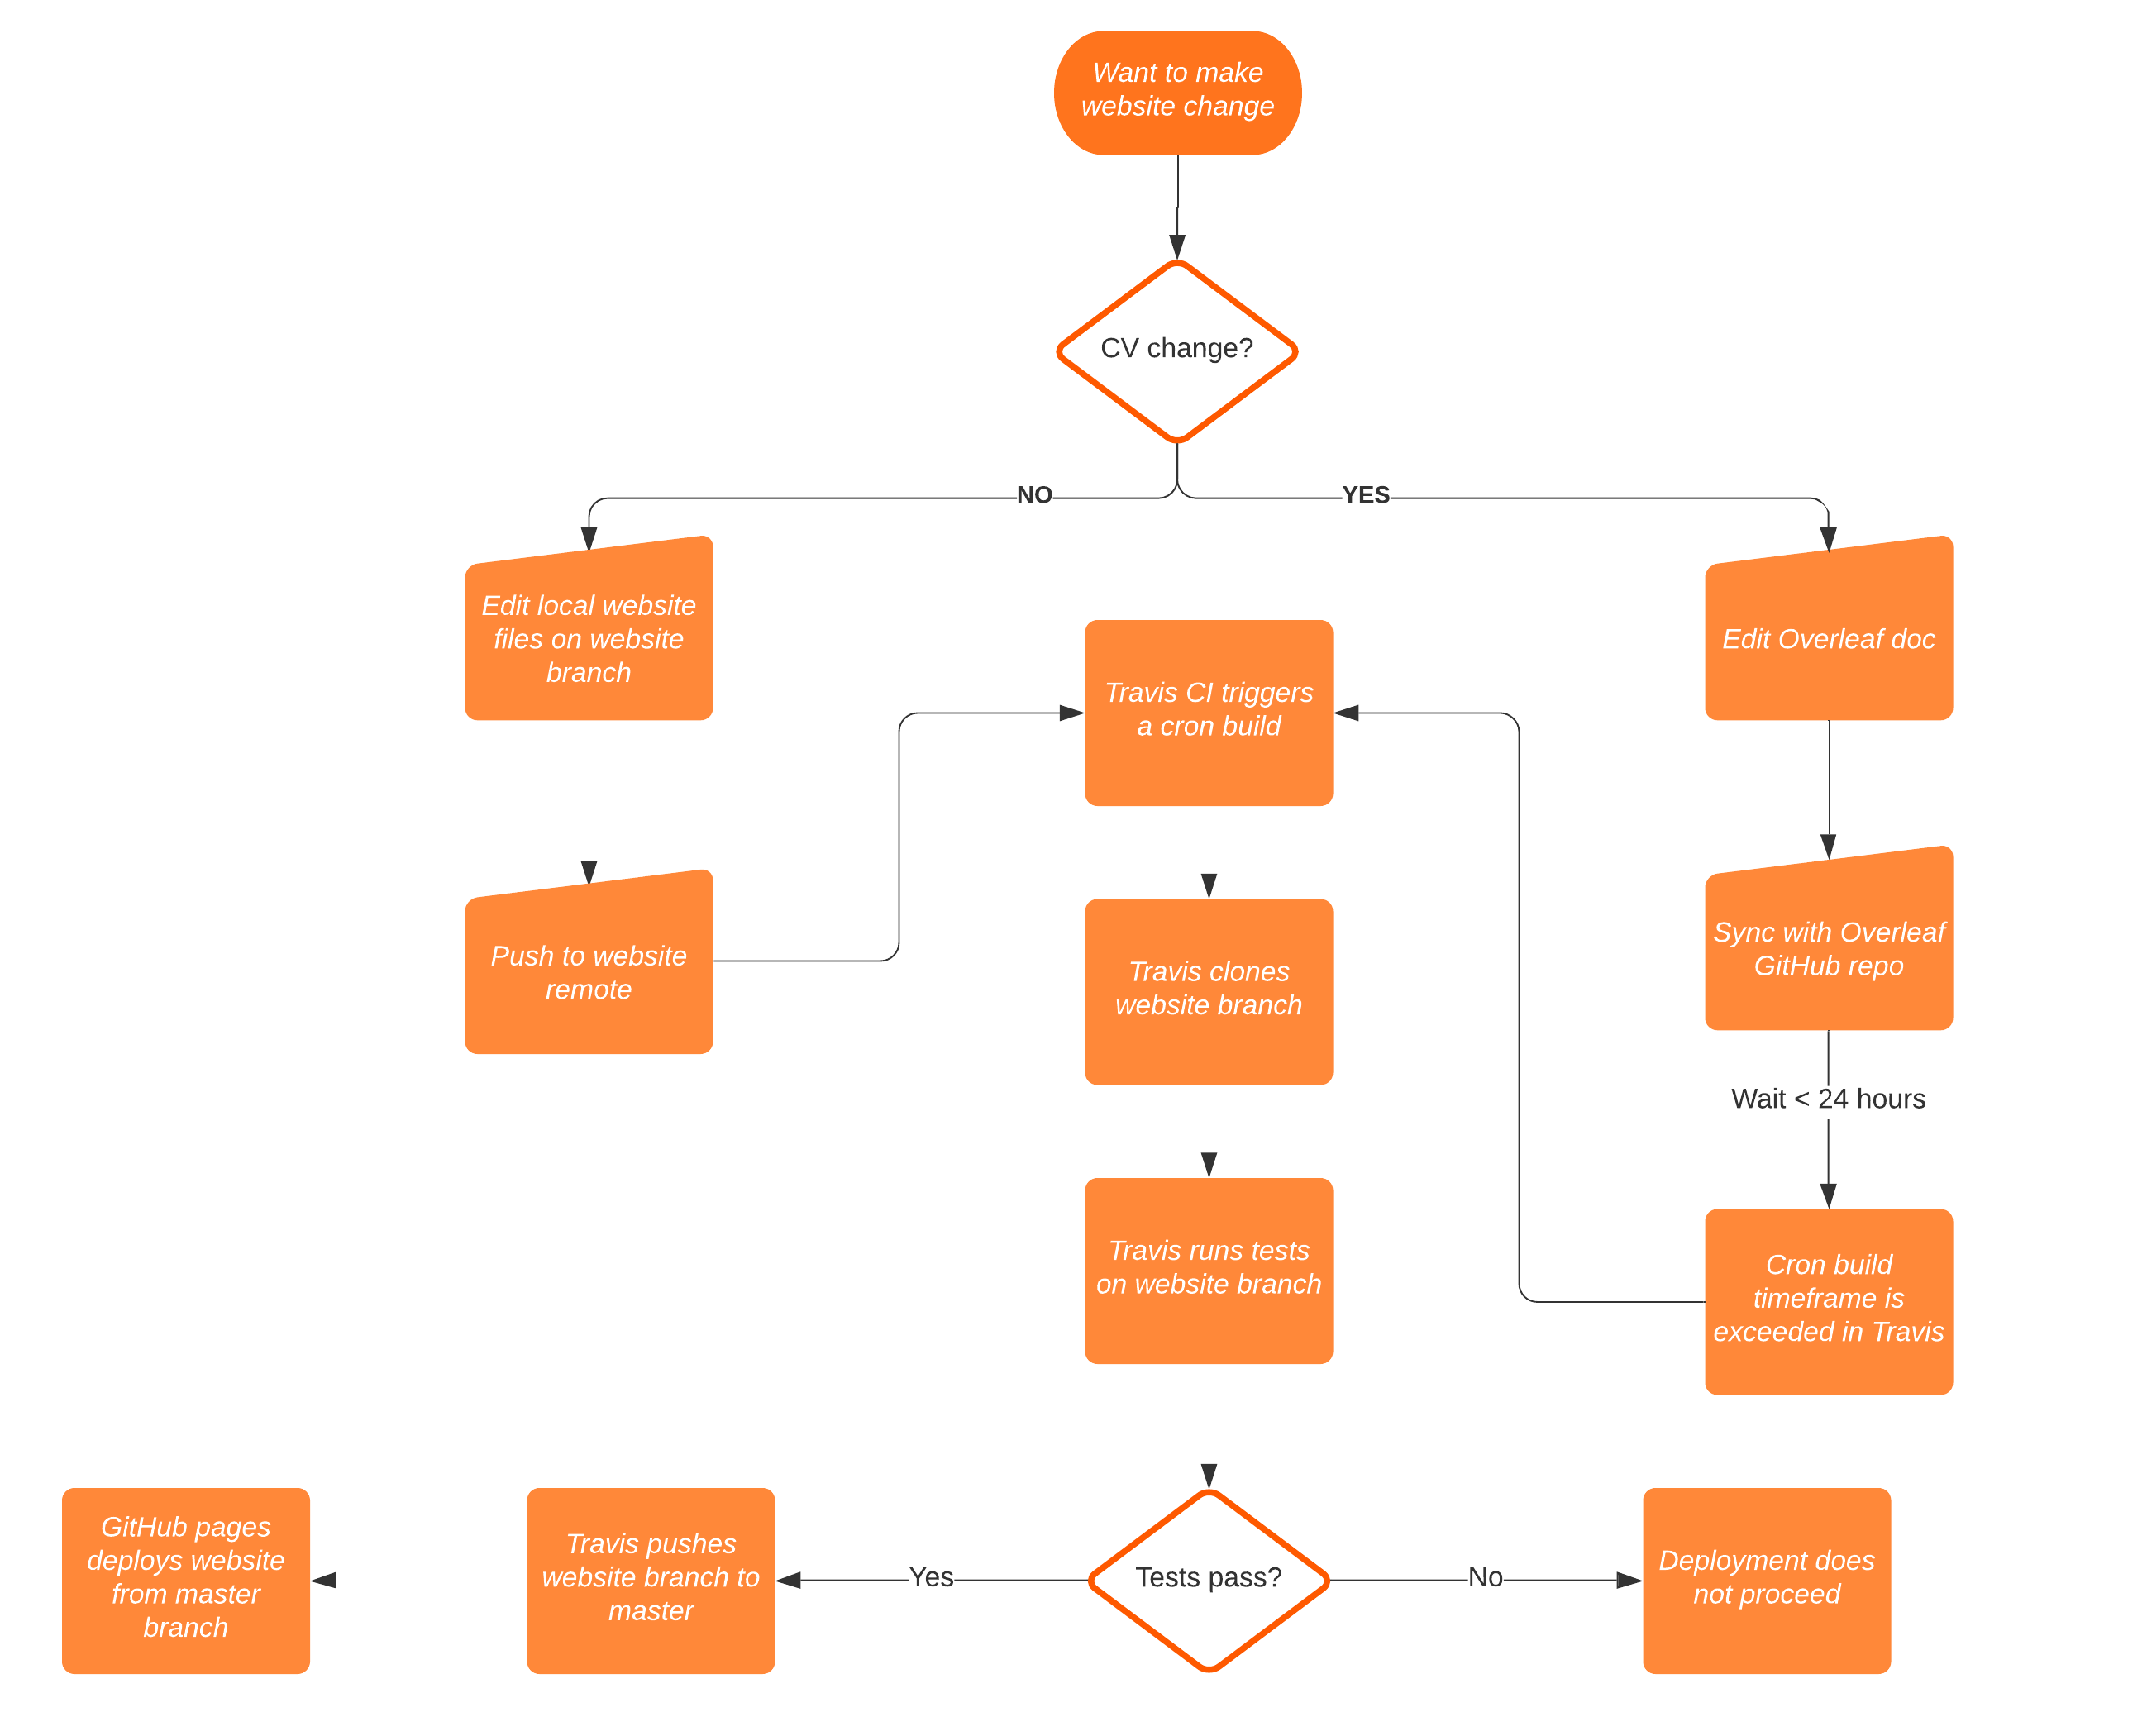 Want to make
website change
CV change?
NO
YES
Edit local website
files on website
branch
Edit Overleaf doc
Travis CI triggers
a cron build
Push to website
remote
Travis clones
website branch
Sync with Overleaf
GitHub repo
Wait < 24 hours
Travis runs tests
on website branch
Cron build
timeframe is
exceeded in Travis
GitHub pages
deploys website
from master
branch
Travis pushes
website branch to
master
Yes
Tests pass?
No
Deployment does
not proceed